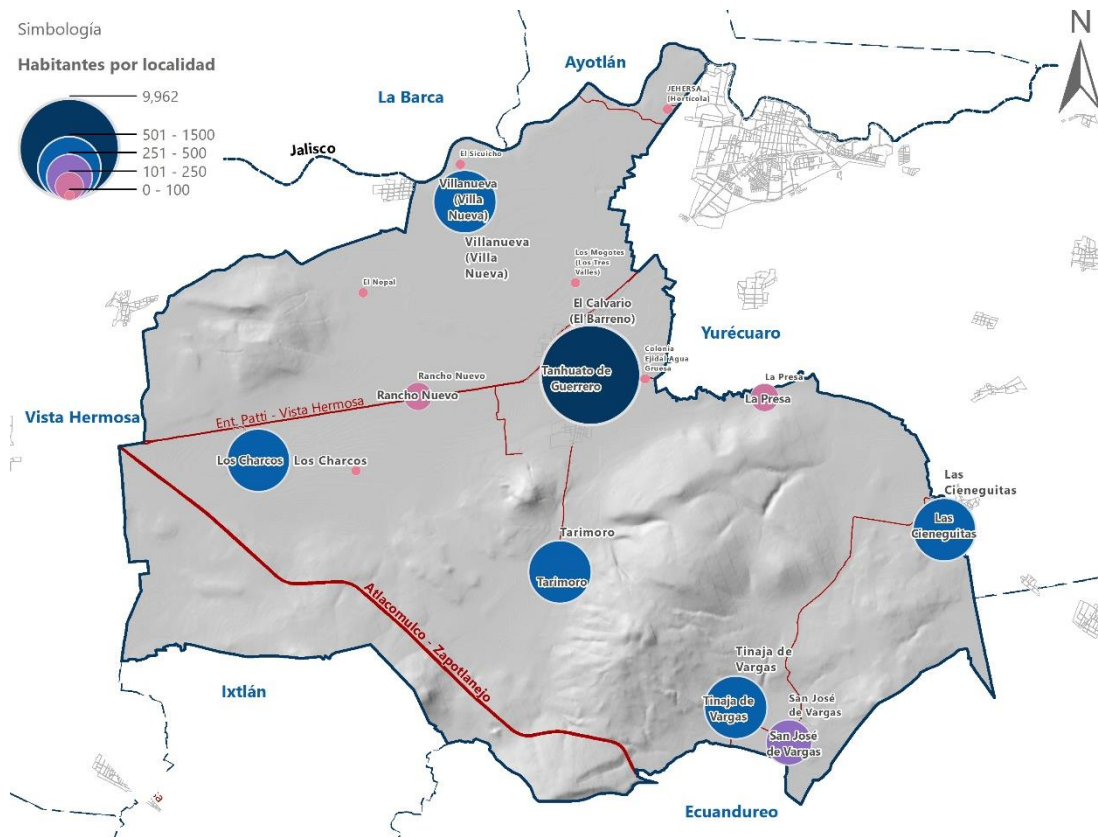 Simbología
Habitantes por localidad
9,962
501 - 1500
251 - 500
101 - 250
0 - 100
N
Ayotlán
La Barca
Jalisco
JEHERSA
(Hortícola)
El Sicuicho
Villanueva
(Villa
Nueva)
Villanueva
(Villa
Nueva)
Los Mogotes
(Los Tres
Valles)
El Nopal
El Calvario
(El Barreno)
Yurécuaro
Colonia
Ejidal Agua
Gruesa
Tanhuato de
Guerrero
Rancho Nuevo
Rancho Nuevo
La Presa
La Presa
Vista Hermosa
Ent. Patti - Vista Hermosa
Los Charcos
Los Charcos
Las
Cieneguitas
Las
Cieneguitas
Tarimoro
Tarimoro
Atlacomulco - Zapotlanejo
Tinaja de
Vargas
Tinaja de
Vargas
San José
de Vargas
San José
de Vargas
Ixtlán
Ecuandureo